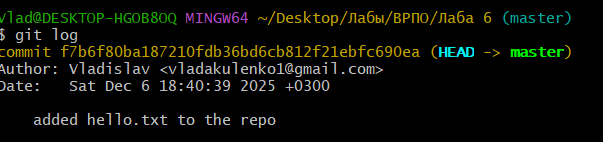 Vlad@DESKTOP-HGOB8OQ MINGW64 ~/Desktop/Лабы/ВРПО/Лаба 6 (master)
$ git log
commit f7b6f80ba187210fdb36bd6cb812f21ebfc690ea (HEAD -> master)
Author: Vladislav <vladakulenko1@gmail.com>
Date:   Sat Dec 6 18:40:39 2025 +0300
    added hello.txt to the repo